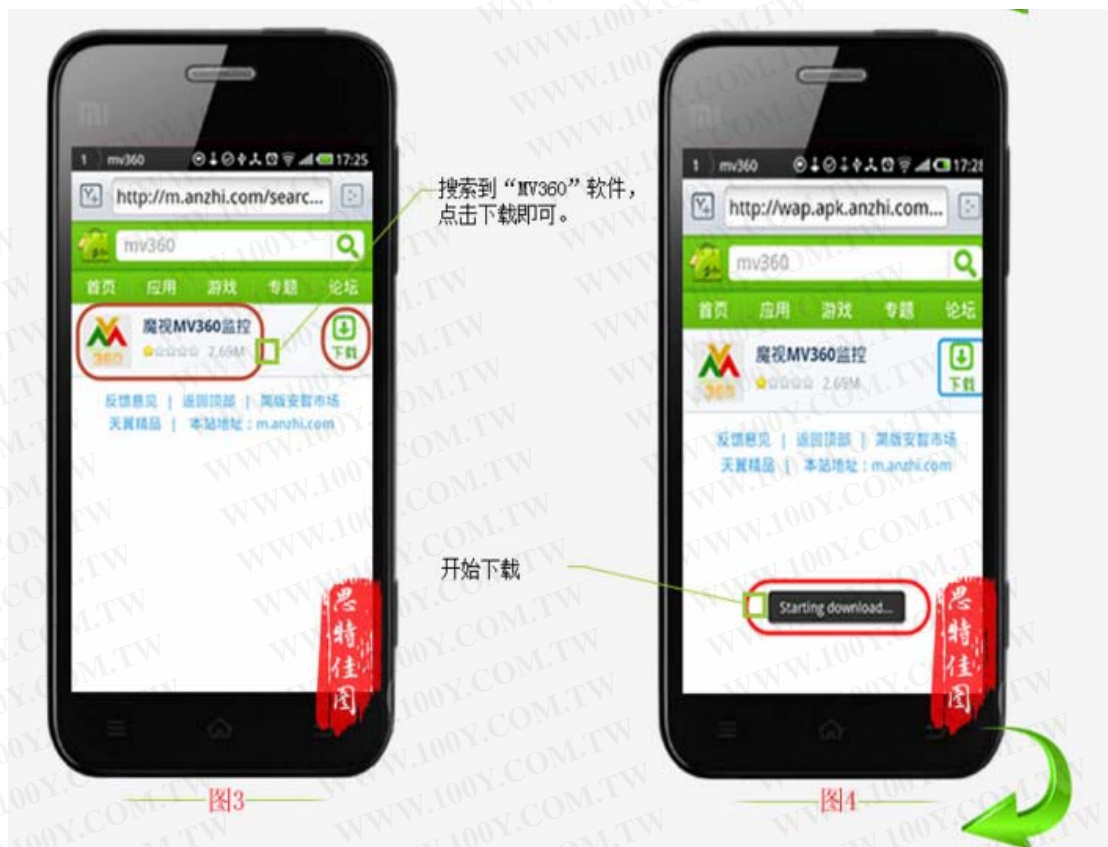 1 mv360 17:25
http://m.anzhi.com/searc...
mv360
首页 应用 游戏 专题 论坛
魔视MV360监控
360
2.69M
下载
反馈意见 | 返回顶部 | 简版安智市场
天翼精品 | 本站地址：m.anzhi.com
思特佳图
图3
搜索到“MV360”软件，
点击下载即可。
开始下载
1 mv360 17:28
http://wap.apk.anzhi.com...
mv360
首页 应用 游戏 专题 论坛
魔视MV360监控
360
2.69M
下载
反馈意见 | 返回顶部 | 简版安智市场
天翼精品 | 本站地址：m.anzhi.com
Starting download...
思特佳图
图4
WWW.100Y.COM.TW